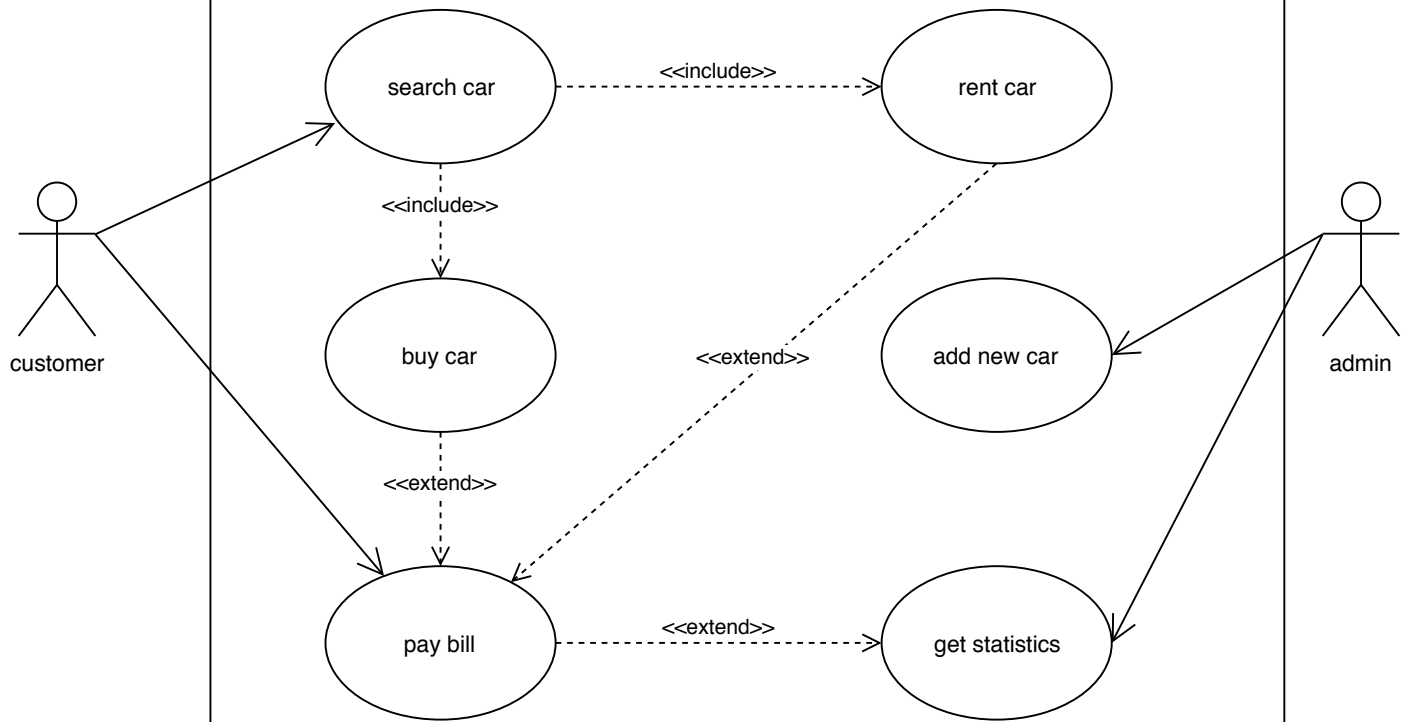 search car
<<include>>
rent car
<<include>>
customer
buy car
<<extend>>
add new car
admin
<<extend>>
pay bill
<<extend>>
get statistics